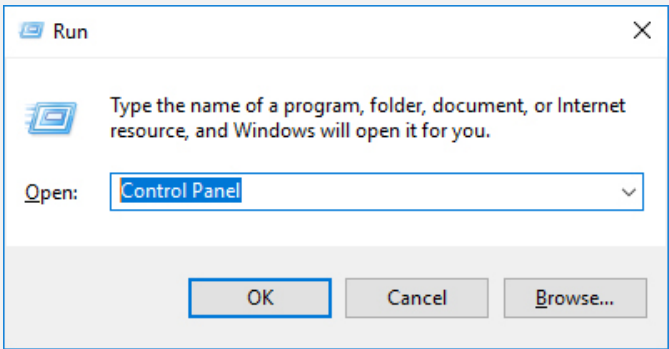 Run
Type the name of a program, folder, document, or Internet
resource, and Windows will open it for you.
Open: Control Panel
OK Cancel Browse...